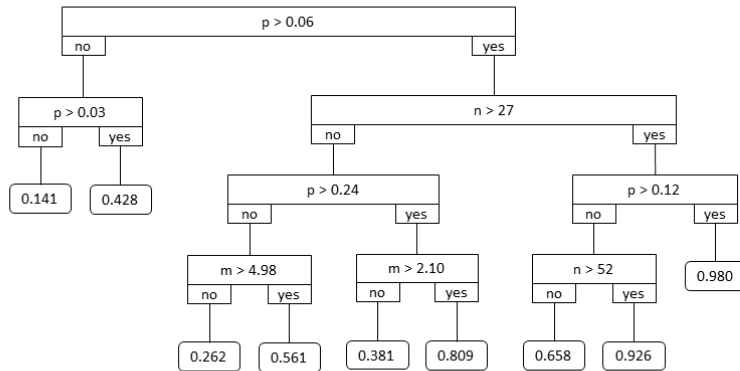 p > 0.06
no yes
p > 0.03 n > 27
no yes no yes
0.141 0.428 p > 0.24 p > 0.12
no yes no yes
m > 4.98 m > 2.10 n > 52 0.980
no yes no yes no yes
0.262 0.561 0.381 0.809 0.658 0.926